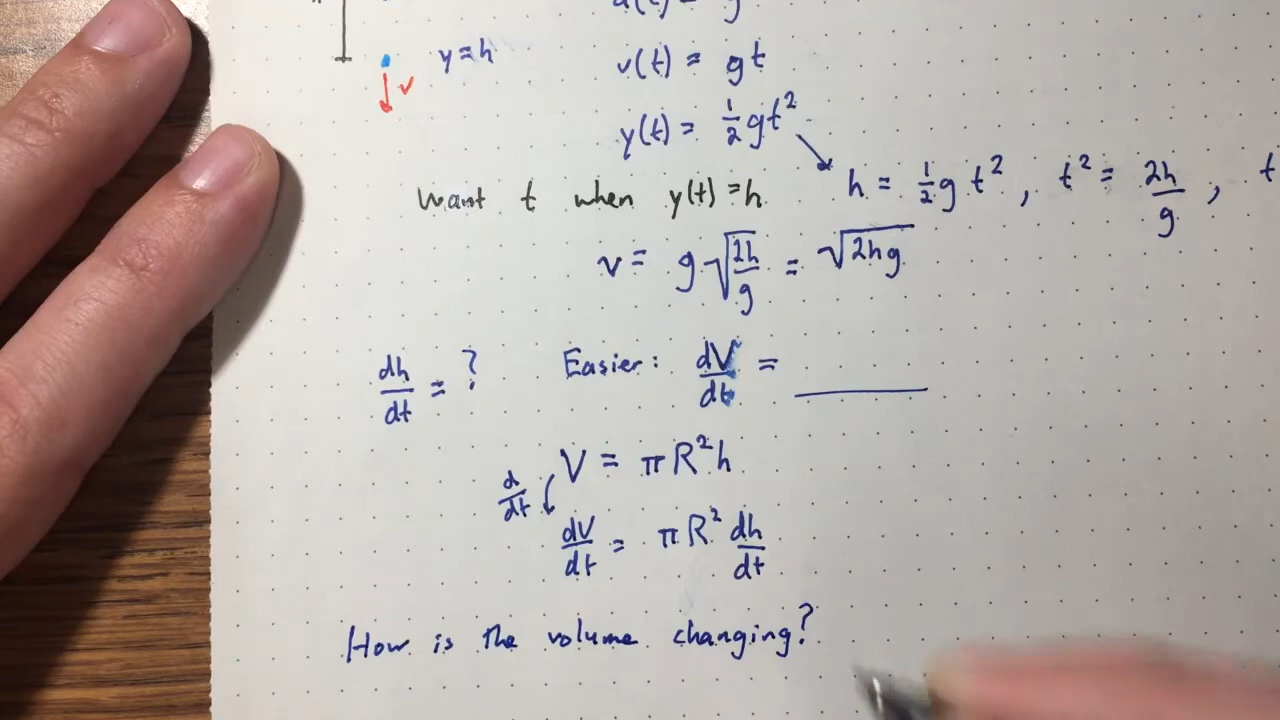 y = h
v(t) = gt
y(t) = 1/2 gt²
v
want t when y(t) = h h = 1/2 g t² , t² = 2h/g , t
v = g √(2h/g) = √(2hg)
dh/dt = ? Easier: dV/dt = ______
V = πR²h
d/dt
dV/dt = πR² dh/dt
How is the volume changing?